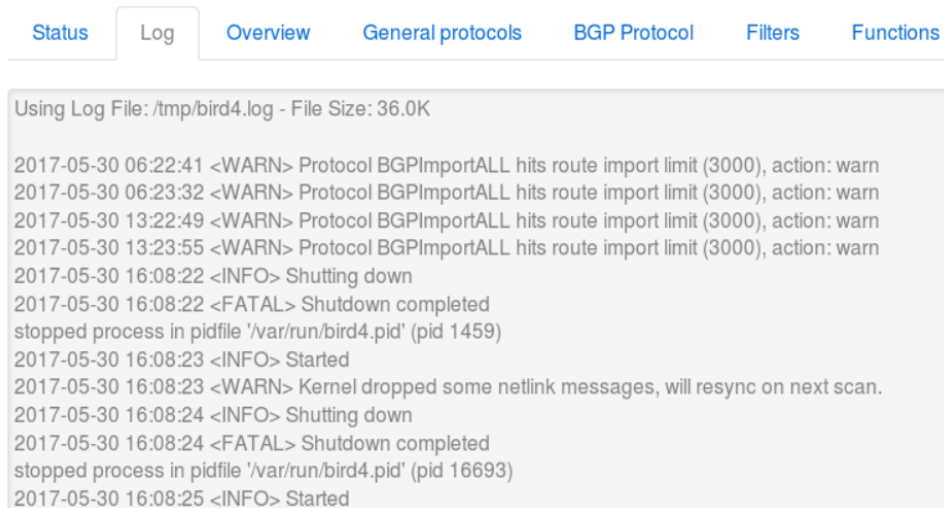 Status Log Overview General protocols BGP Protocol Filters Functions
Using Log File: /tmp/bird4.log - File Size: 36.0K
2017-05-30 06:22:41 <WARN> Protocol BGPImportALL hits route import limit (3000), action: warn
2017-05-30 06:23:32 <WARN> Protocol BGPImportALL hits route import limit (3000), action: warn
2017-05-30 13:22:49 <WARN> Protocol BGPImportALL hits route import limit (3000), action: warn
2017-05-30 13:23:55 <WARN> Protocol BGPImportALL hits route import limit (3000), action: warn
2017-05-30 16:08:22 <INFO> Shutting down
2017-05-30 16:08:22 <FATAL> Shutdown completed
stopped process in pidfile '/var/run/bird4.pid' (pid 1459)
2017-05-30 16:08:23 <INFO> Started
2017-05-30 16:08:23 <WARN> Kernel dropped some netlink messages, will resync on next scan.
2017-05-30 16:08:24 <INFO> Shutting down
2017-05-30 16:08:24 <FATAL> Shutdown completed
stopped process in pidfile '/var/run/bird4.pid' (pid 16693)
2017-05-30 16:08:25 <INFO> Started